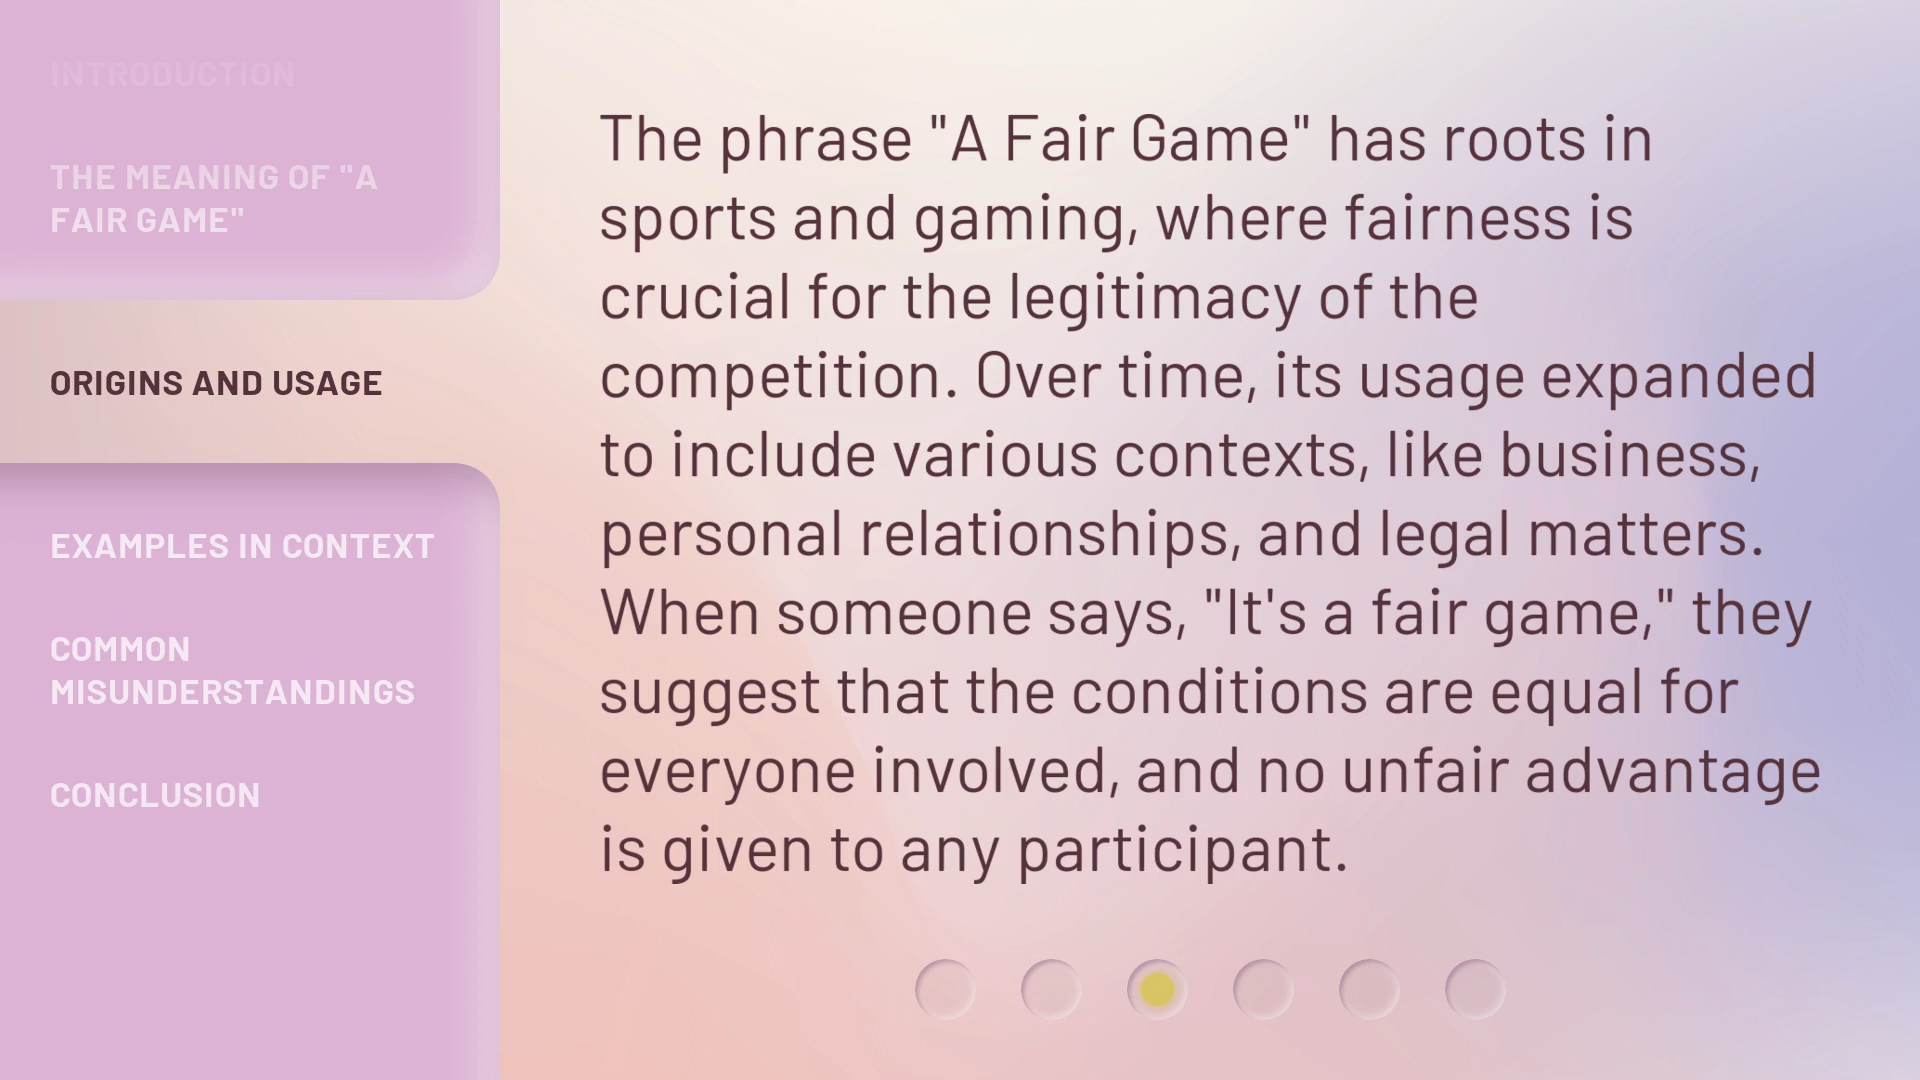 INTRODUCTION
THE MEANING OF "A
FAIR GAME"
ORIGINS AND USAGE
EXAMPLES IN CONTEXT
COMMON
MISUNDERSTANDINGS
CONCLUSION
The phrase "A Fair Game" has roots in
sports and gaming, where fairness is
crucial for the legitimacy of the
competition. Over time, its usage expanded
to include various contexts, like business,
personal relationships, and legal matters.
When someone says, "It's a fair game," they
suggest that the conditions are equal for
everyone involved, and no unfair advantage
is given to any participant.